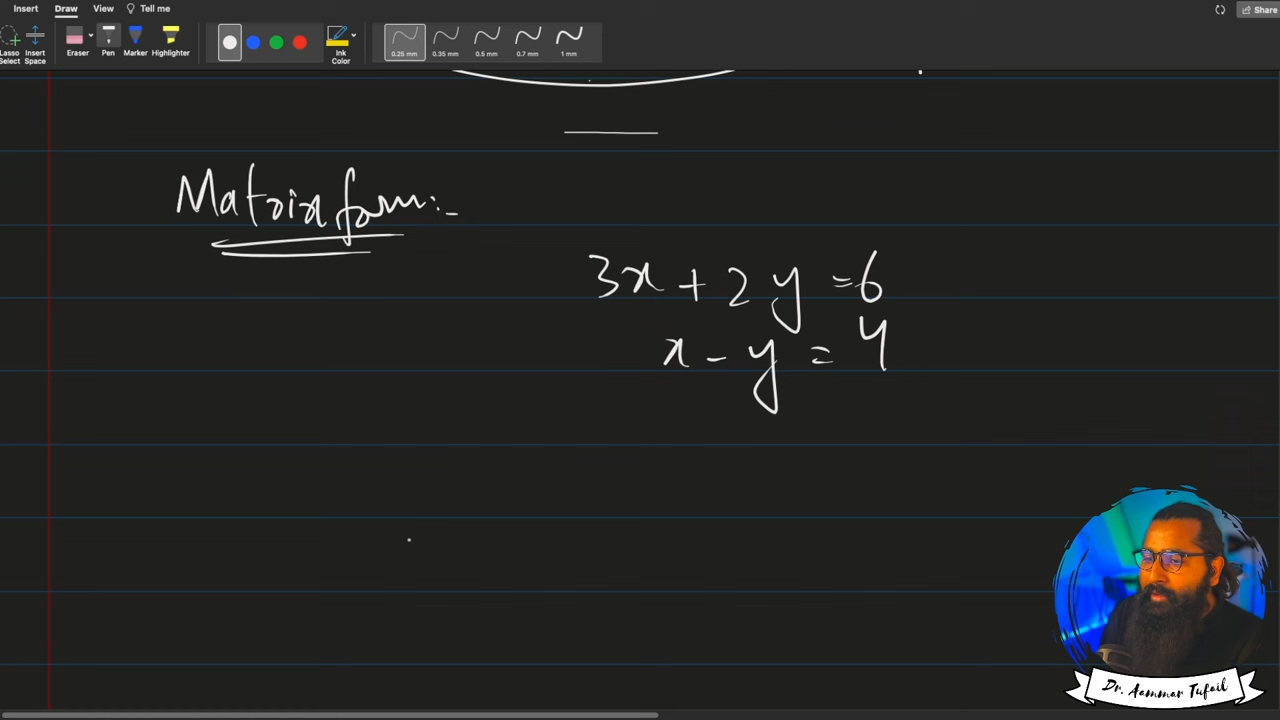 Insert Draw View Tell me Share
Lasso Select Insert Space Eraser Pen Marker Highlighter Ink Color 0.25 mm 0.35 mm 0.5 mm 0.7 mm 1 mm
Matrix form:-
3x + 2y = 6
x - y = 4
Dr. Aammar Tufail